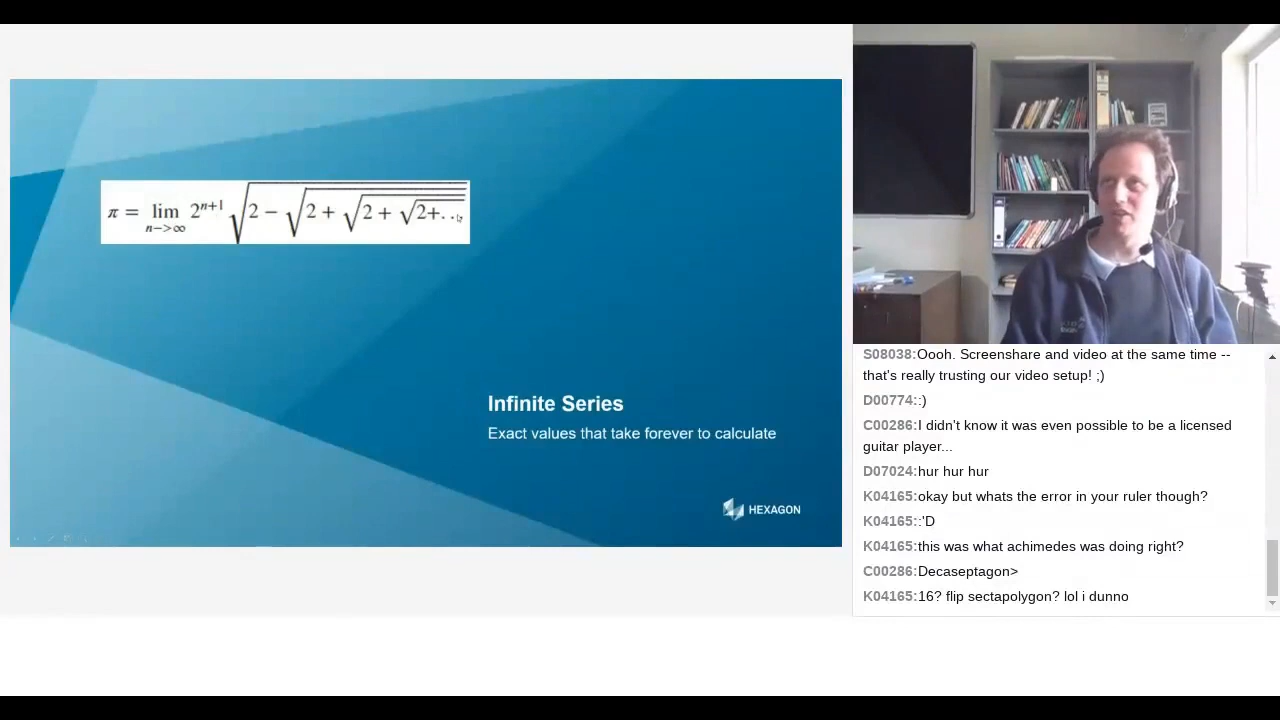 π = lim 2^{n+1} √(2 − √(2 + √(2 + √(2+...
n−>∞
Infinite Series
Exact values that take forever to calculate
HEXAGON
S08038:Oooh. Screenshare and video at the same time --
that's really trusting our video setup! ;)
D00774::)
C00286:I didn't know it was even possible to be a licensed
guitar player...
D07024:hur hur hur
K04165:okay but whats the error in your ruler though?
K04165::'D
K04165:this was what achimedes was doing right?
C00286:Decaseptagon>
K04165:16? flip sectapolygon? lol i dunno